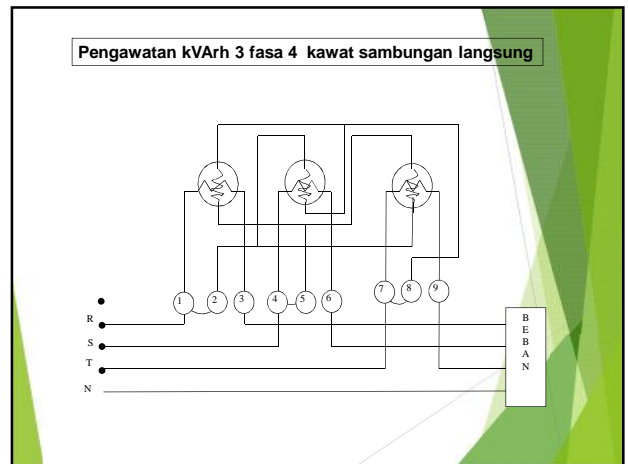 Pengawatan kVArh 3 fasa 4 kawat sambungan langsung
1 2 3 4 5 6 7 8 9
R
S
T
N
B
E
B
A
N